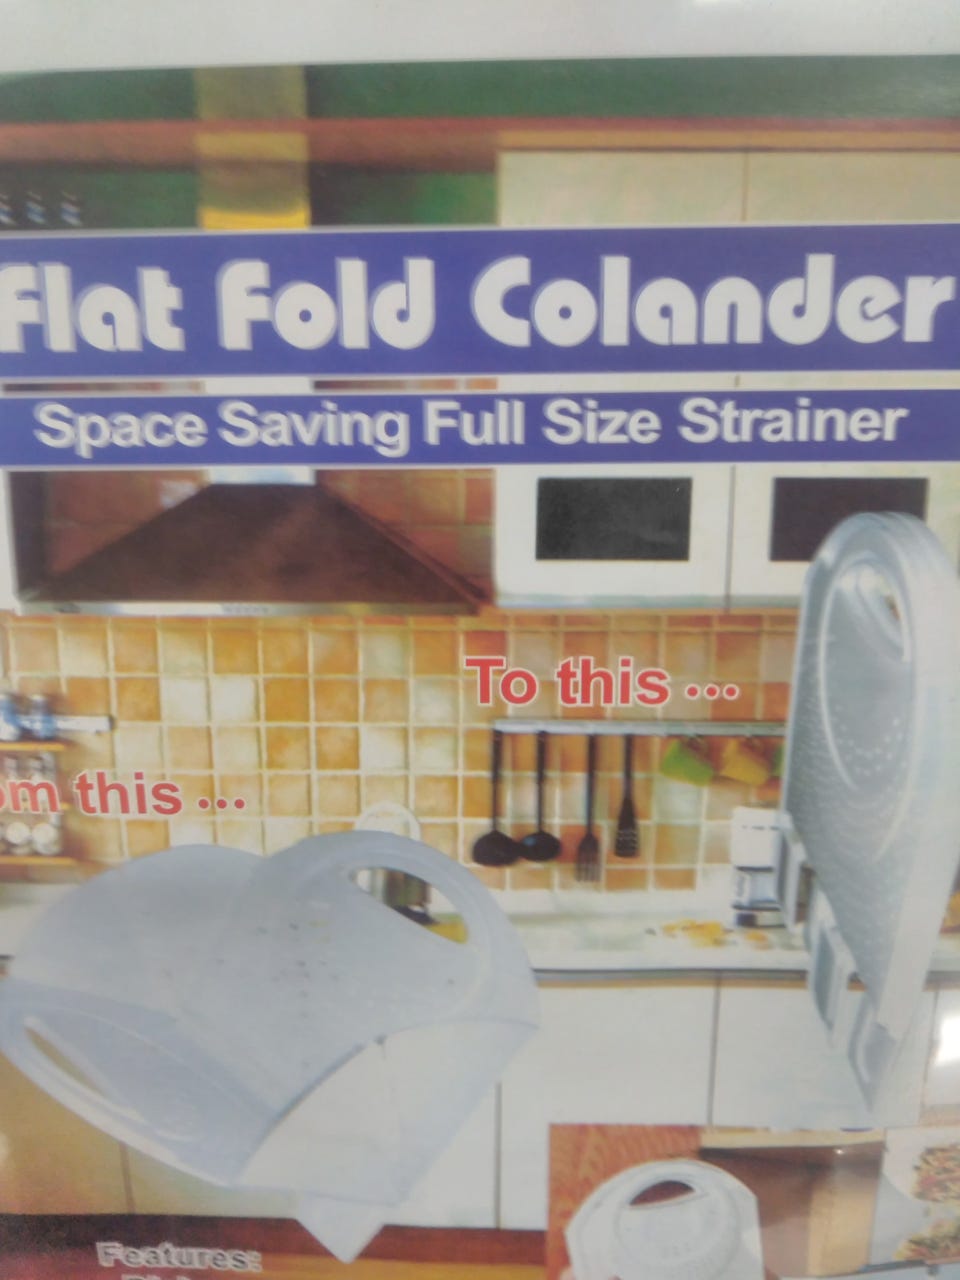 Flat Fold Colander
Space Saving Full Size Strainer
To this ...
om this ...
Features: